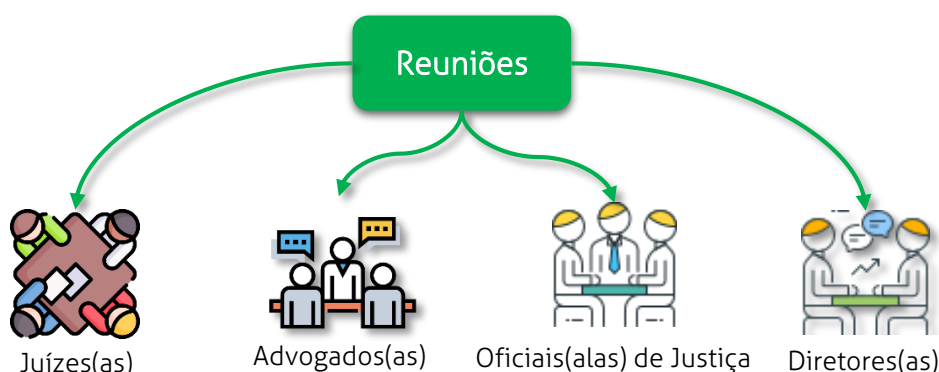 Reuniões
Juízes(as)
Advogados(as)
Oficiais(alas) de Justiça
Diretores(as)